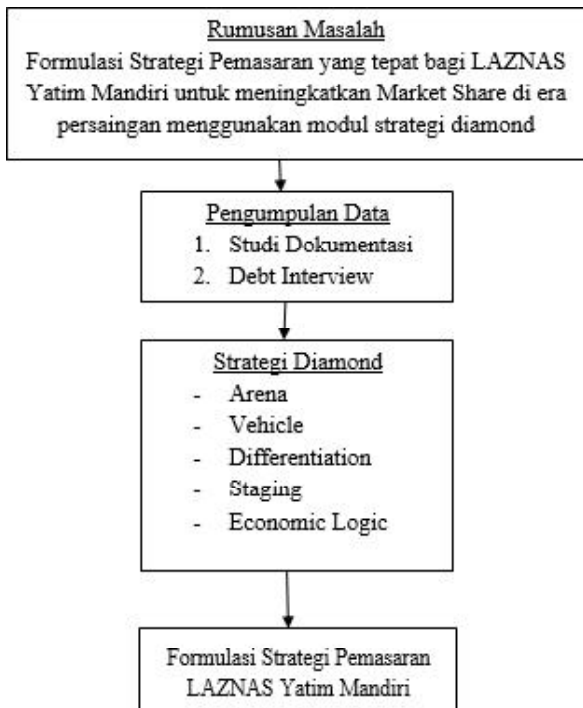 Rumusan Masalah
Formulasi Strategi Pemasaran yang tepat bagi LAZNAS
Yatim Mandiri untuk meningkatkan Market Share di era
persaingan menggunakan modul strategi diamond
Pengumpulan Data
1. Studi Dokumentasi
2. Debt Interview
Strategi Diamond
- Arena
- Vehicle
- Differentiation
- Staging
- Economic Logic
Formulasi Strategi Pemasaran
LAZNAS Yatim Mandiri